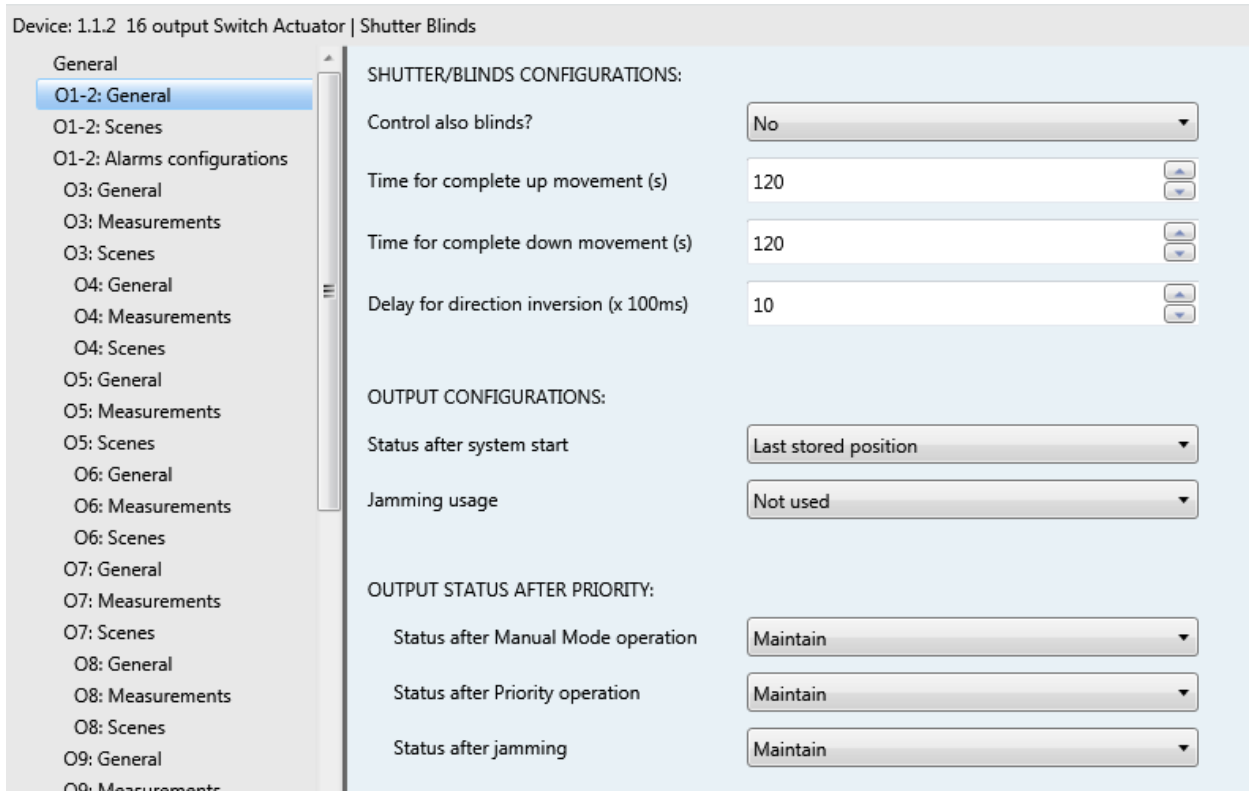 Device: 1.1.2  16 output Switch Actuator | Shutter Blinds
General
O1-2: General
O1-2: Scenes
O1-2: Alarms configurations
O3: General
O3: Measurements
O3: Scenes
O4: General
O4: Measurements
O4: Scenes
O5: General
O5: Measurements
O5: Scenes
O6: General
O6: Measurements
O6: Scenes
O7: General
O7: Measurements
O7: Scenes
O8: General
O8: Measurements
O8: Scenes
O9: General
O9: Measurements
SHUTTER/BLINDS CONFIGURATIONS:
Control also blinds? No
Time for complete up movement (s) 120
Time for complete down movement (s) 120
Delay for direction inversion (x 100ms) 10
OUTPUT CONFIGURATIONS:
Status after system start Last stored position
Jamming usage Not used
OUTPUT STATUS AFTER PRIORITY:
Status after Manual Mode operation Maintain
Status after Priority operation Maintain
Status after jamming Maintain